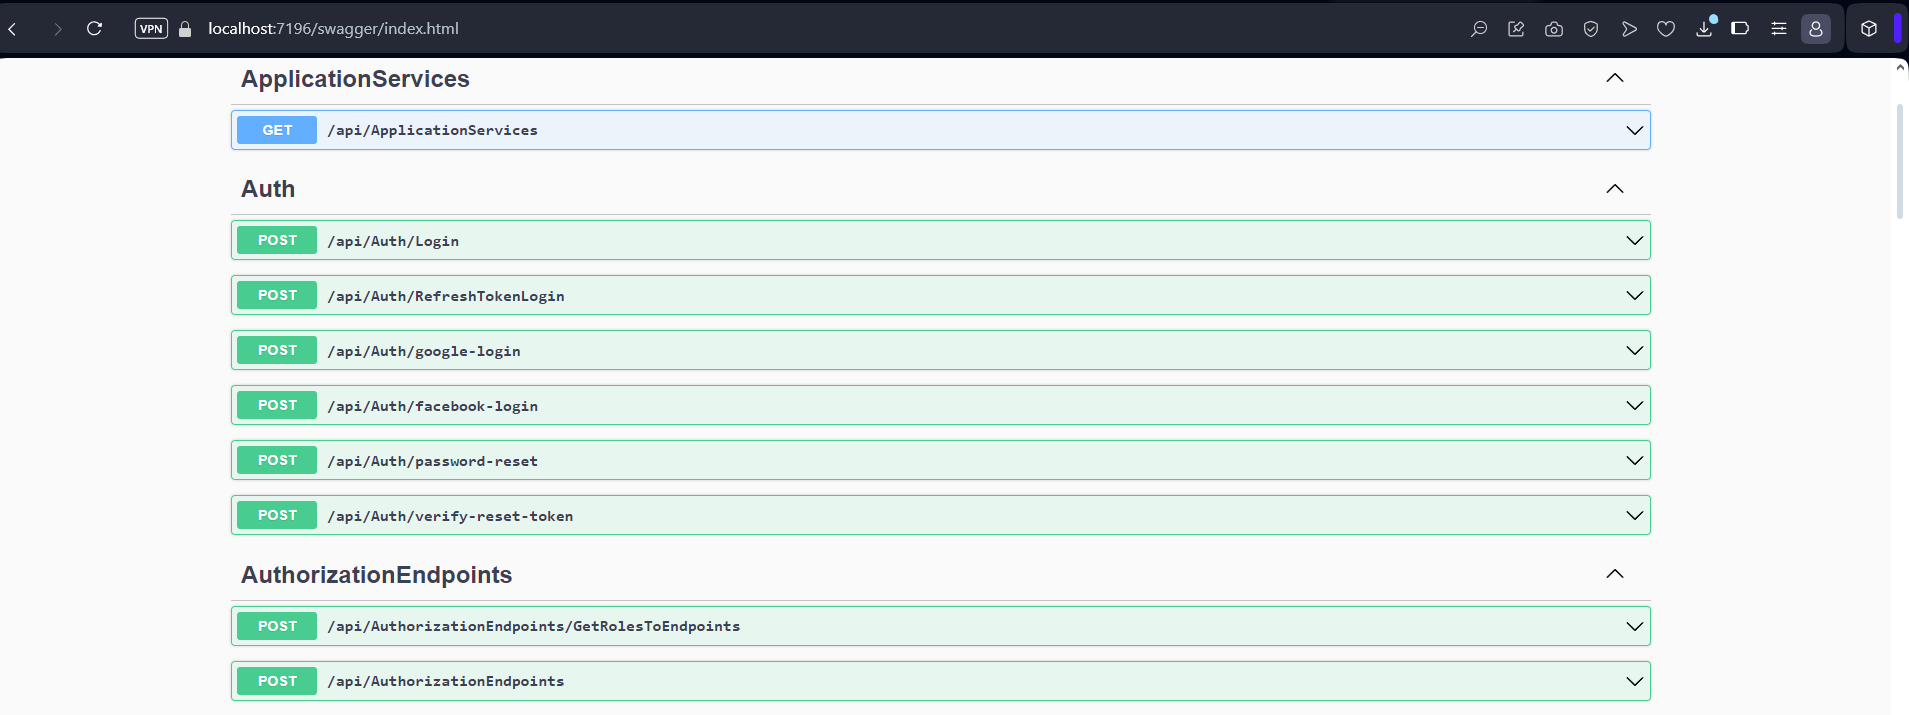 VPN localhost:7196/swagger/index.html
ApplicationServices
GET /api/ApplicationServices
Auth
POST /api/Auth/Login
POST /api/Auth/RefreshTokenLogin
POST /api/Auth/google-login
POST /api/Auth/facebook-login
POST /api/Auth/password-reset
POST /api/Auth/verify-reset-token
AuthorizationEndpoints
POST /api/AuthorizationEndpoints/GetRolesToEndpoints
POST /api/AuthorizationEndpoints